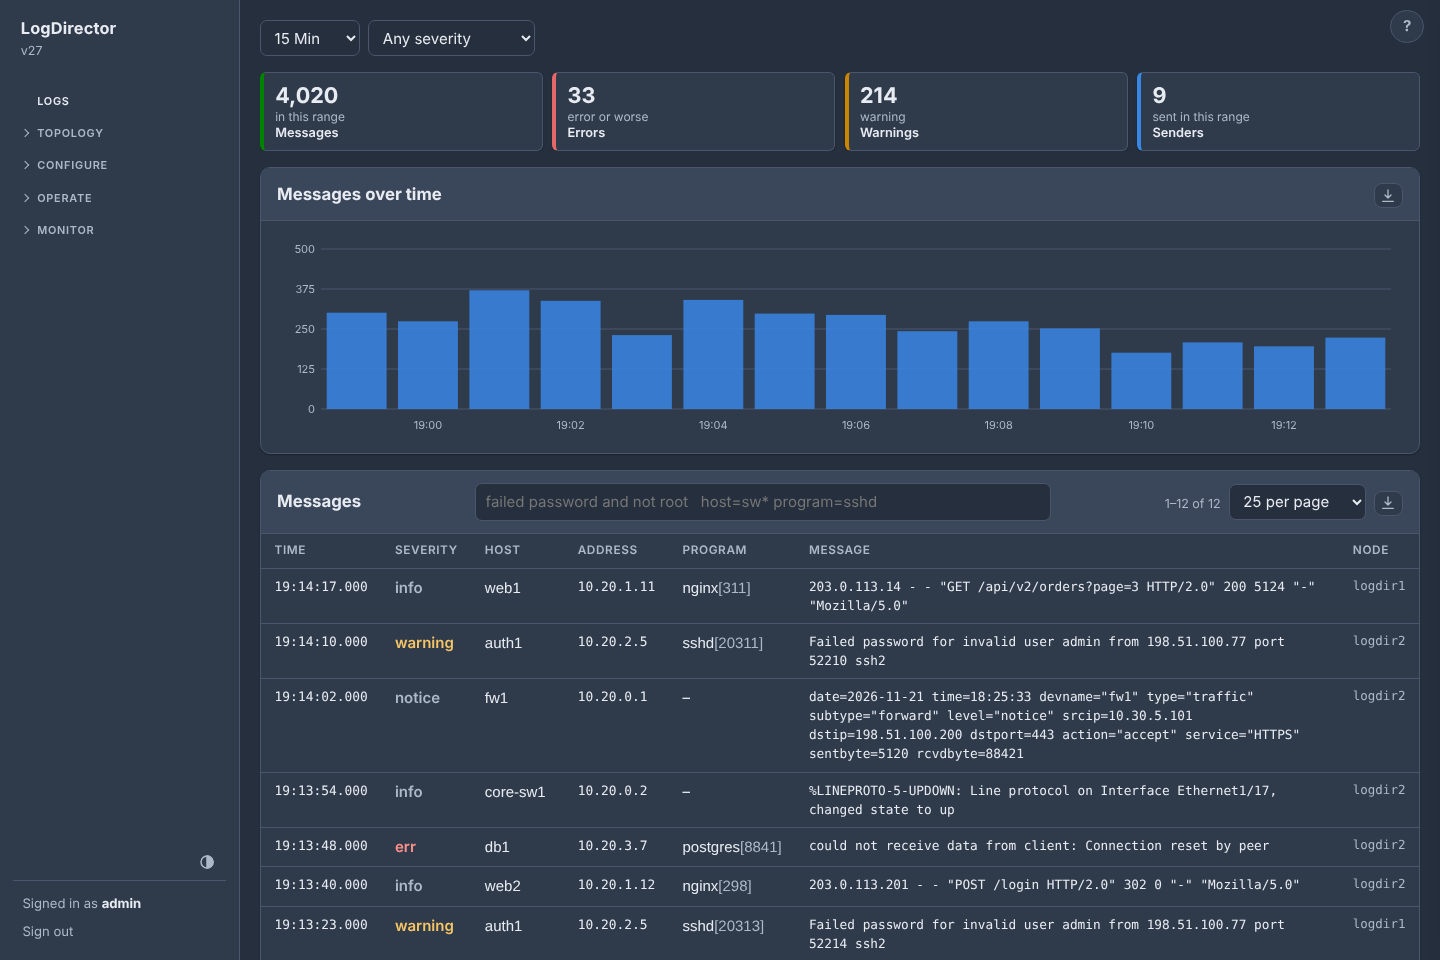 LogDirector
v27
LOGS
TOPOLOGY
CONFIGURE
OPERATE
MONITOR
Signed in as admin
Sign out
15 Min
Any severity
?
4,020
in this range
Messages
33
error or worse
Errors
214
warning
Warnings
9
sent in this range
Senders
Messages over time
500
375
250
125
0
19:00 19:02 19:04 19:06 19:08 19:10 19:12
Messages
failed password and not root host=sw* program=sshd
1–12 of 12
25 per page
TIME SEVERITY HOST ADDRESS PROGRAM MESSAGE NODE
19:14:17.000 info web1 10.20.1.11 nginx[311] 203.0.113.14 - - "GET /api/v2/orders?page=3 HTTP/2.0" 200 5124 "-" logdir1
"Mozilla/5.0"
19:14:10.000 warning auth1 10.20.2.5 sshd[20311] Failed password for invalid user admin from 198.51.100.77 port logdir2
52210 ssh2
19:14:02.000 notice fw1 10.20.0.1 – date=2026-11-21 time=18:25:33 devname="fw1" type="traffic" logdir2
subtype="forward" level="notice" srcip=10.30.5.101
dstip=198.51.100.200 dstport=443 action="accept" service="HTTPS"
sentbyte=5120 rcvdbyte=88421
19:13:54.000 info core-sw1 10.20.0.2 – %LINEPROTO-5-UPDOWN: Line protocol on Interface Ethernet1/17, logdir2
changed state to up
19:13:48.000 err db1 10.20.3.7 postgres[8841] could not receive data from client: Connection reset by peer logdir2
19:13:40.000 info web2 10.20.1.12 nginx[298] 203.0.113.201 - - "POST /login HTTP/2.0" 302 0 "-" "Mozilla/5.0" logdir2
19:13:23.000 warning auth1 10.20.2.5 sshd[20313] Failed password for invalid user admin from 198.51.100.77 port logdir1
52214 ssh2